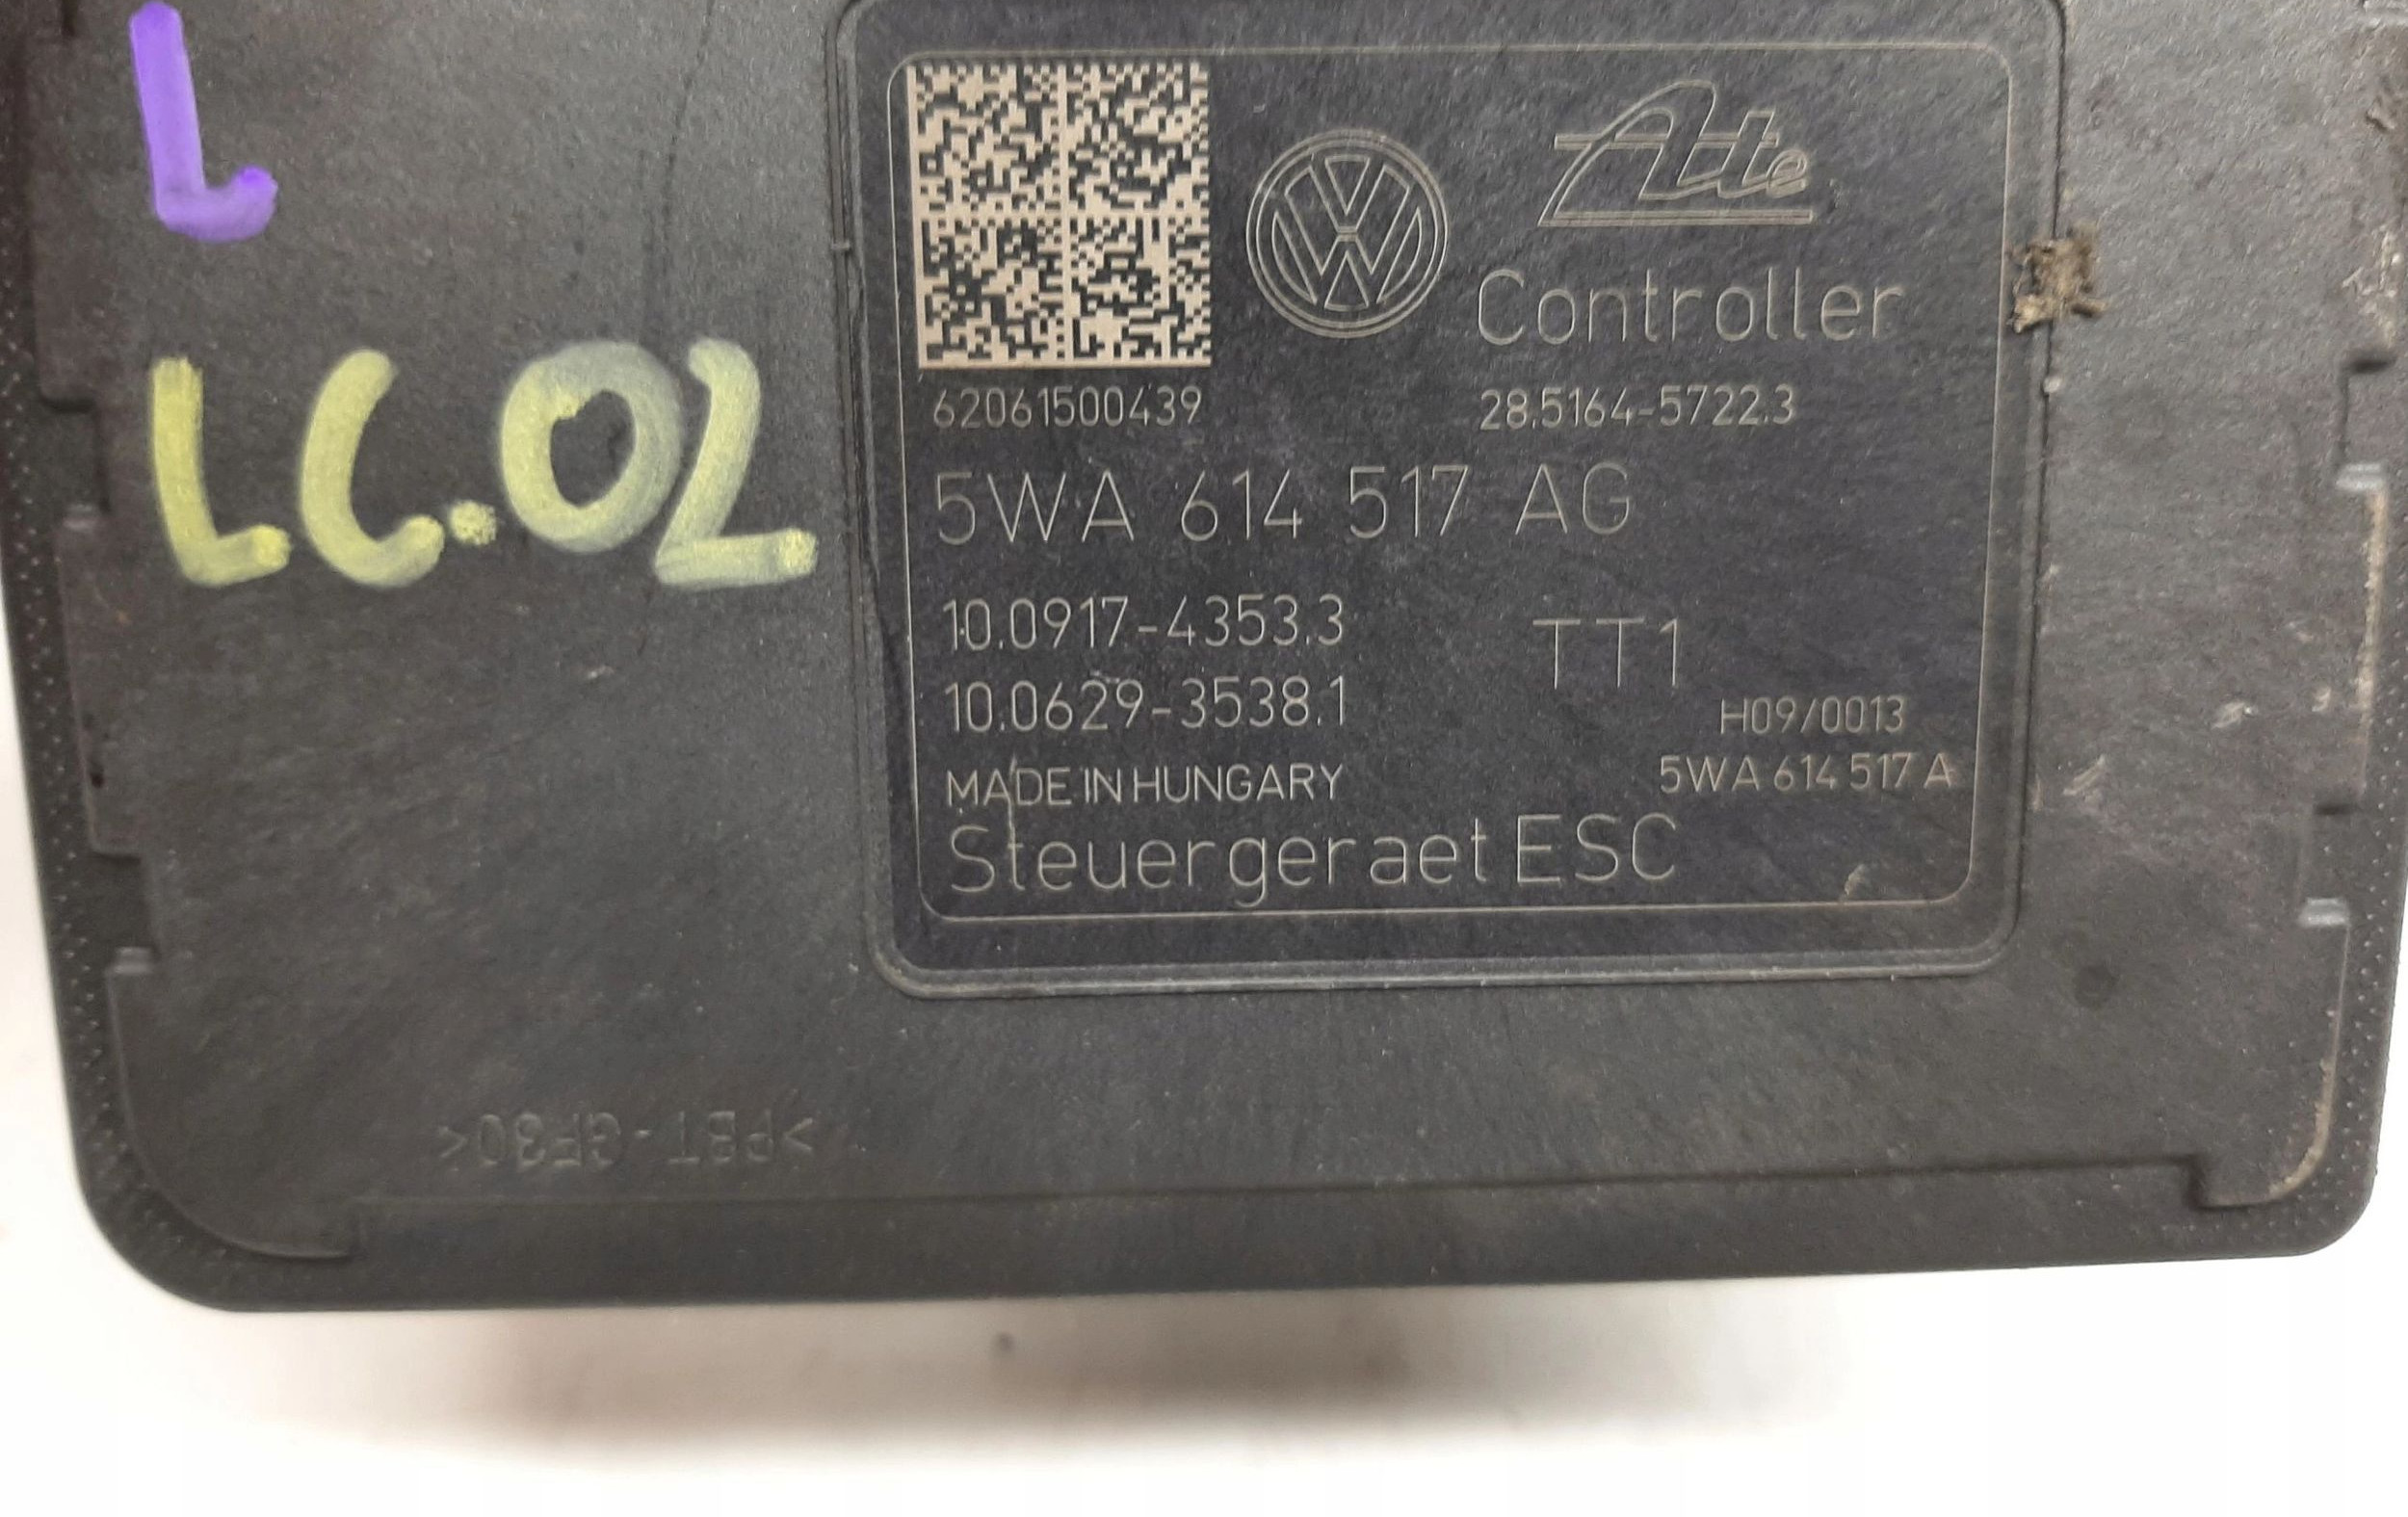 L
LC.02
Ate
Controller
62061500439
28.5164-5722.3
5WA 614 517 AG
10.0917-4353.3
TT1
10.0629-3538.1
H09/0013
MADE IN HUNGARY
5WA 614 517 A
Steuergeraet ESC
>PBT-GF30<